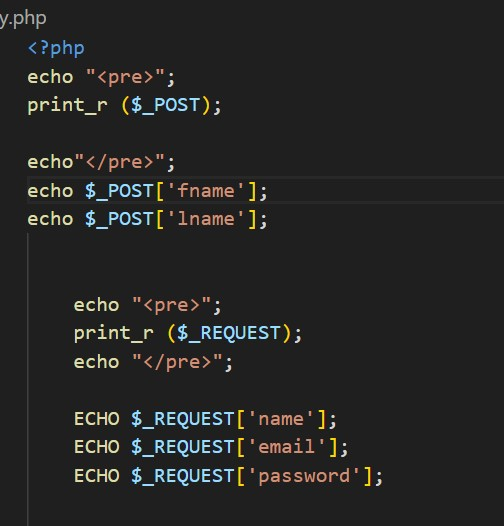 y.php
<?php
echo "<pre>";
print_r ($_POST);
echo"</pre>";
echo $_POST['fname'];
echo $_POST['lname'];
echo "<pre>";
print_r ($_REQUEST);
echo "</pre>";
ECHO $_REQUEST['name'];
ECHO $_REQUEST['email'];
ECHO $_REQUEST['password'];